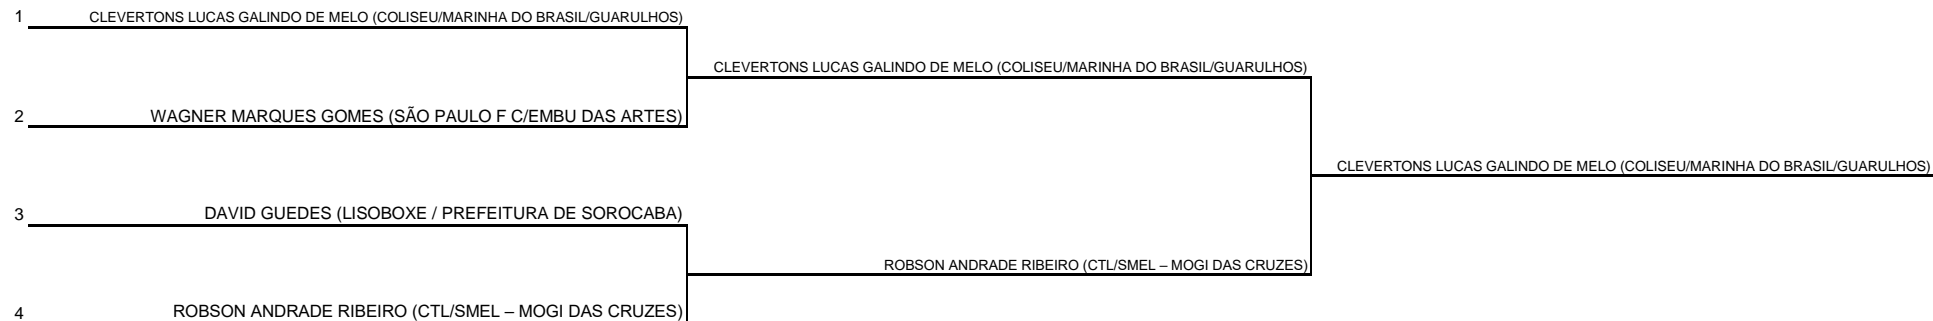 1 CLEVERTONS LUCAS GALINDO DE MELO (COLISEU/MARINHA DO BRASIL/GUARULHOS)
CLEVERTONS LUCAS GALINDO DE MELO (COLISEU/MARINHA DO BRASIL/GUARULHOS)
2 WAGNER MARQUES GOMES (SÃO PAULO F C/EMBU DAS ARTES)
CLEVERTONS LUCAS GALINDO DE MELO (COLISEU/MARINHA DO BRASIL/GUARULHOS)
3 DAVID GUEDES (LISOBOXE / PREFEITURA DE SOROCABA)
ROBSON ANDRADE RIBEIRO (CTL/SMEL – MOGI DAS CRUZES)
4 ROBSON ANDRADE RIBEIRO (CTL/SMEL – MOGI DAS CRUZES)